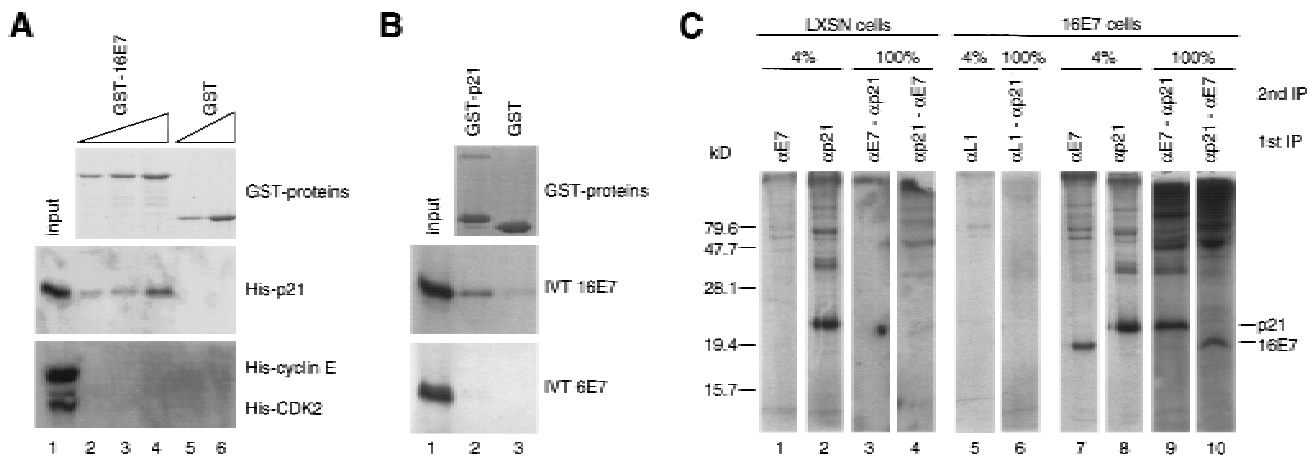 A
GST-16E7
GST
GST-proteins
input
His-p21
His-cyclin E
His-CDK2
1 2 3 4 5 6
B
GST-p21
GST
GST-proteins
input
IVT 16E7
IVT 6E7
1 2 3
C
LXSN cells 16E7 cells
4% 100% 4% 100% 4% 100%
2nd IP
1st IP
kD
αE7 αp21 αE7 - αp21 αp21 - αE7 αL1 αL1 - αp21 αE7 αp21 αE7 - αp21 αp21 - αE7
79.6
47.7
28.1
p21
19.4
16E7
15.7
1 2 3 4 5 6 7 8 9 10